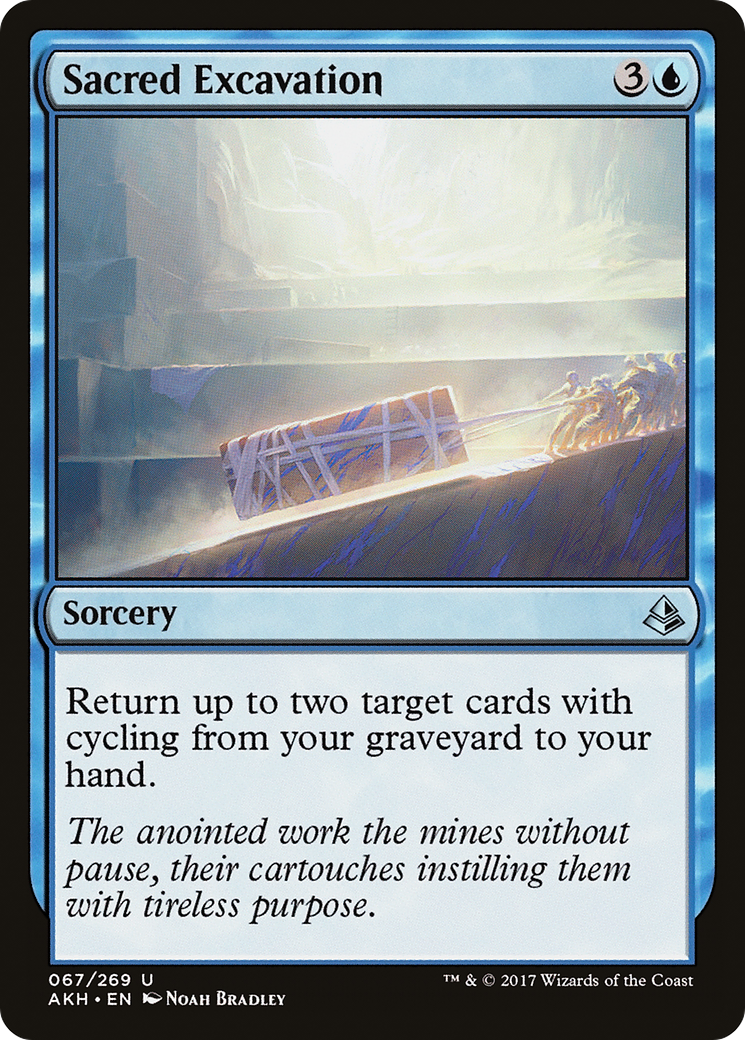 Sacred Excavation 3
Sorcery
Return up to two target cards with
cycling from your graveyard to your
hand.
The anointed work the mines without
pause, their cartouches instilling them
with tireless purpose.
067/269 U
AKH • EN Noah Bradley
™ & © 2017 Wizards of the Coast